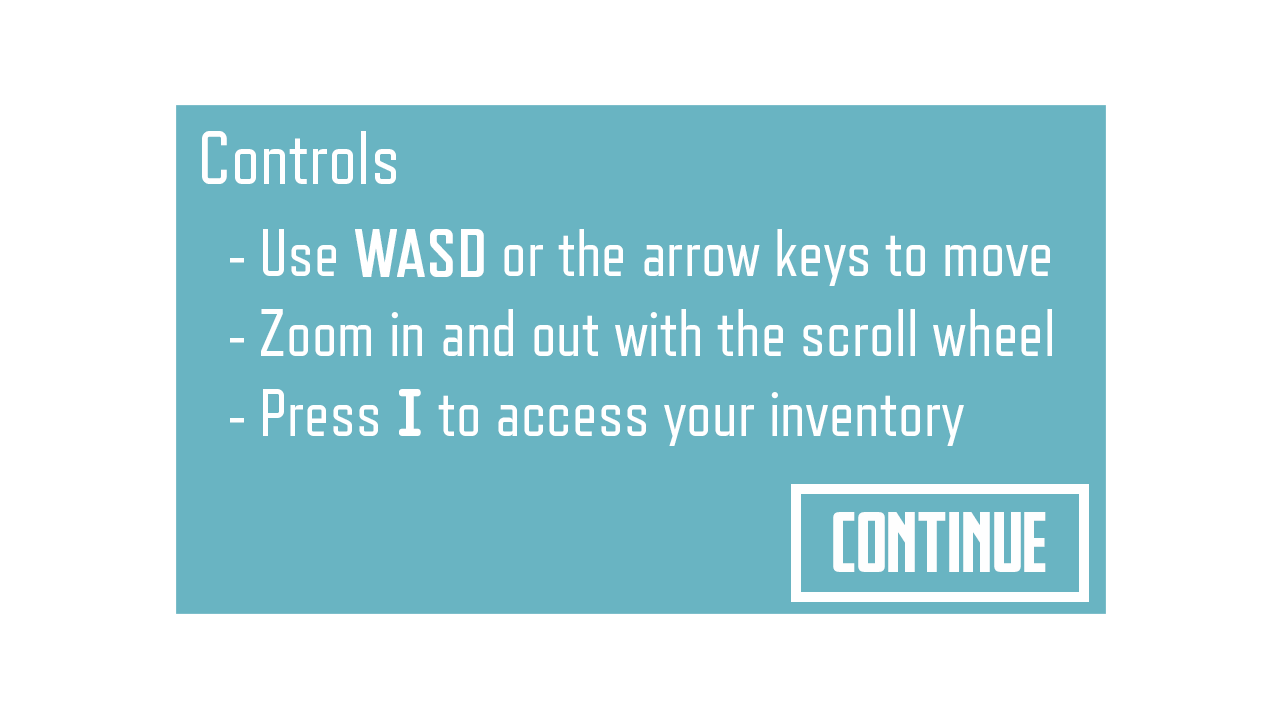 Controls
- Use WASD or the arrow keys to move
- Zoom in and out with the scroll wheel
- Press I to access your inventory
CONTINUE